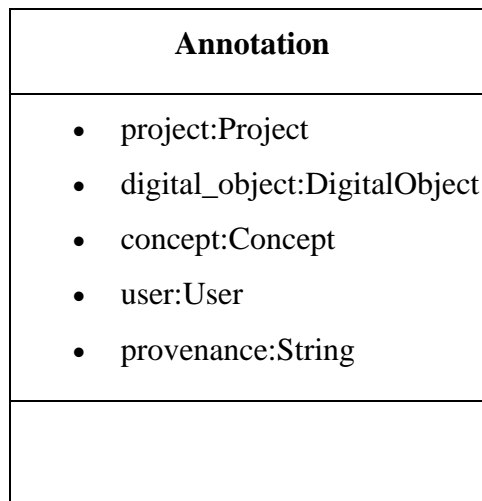 Annotation
• project:Project
• digital_object:DigitalObject
• concept:Concept
• user:User
• provenance:String